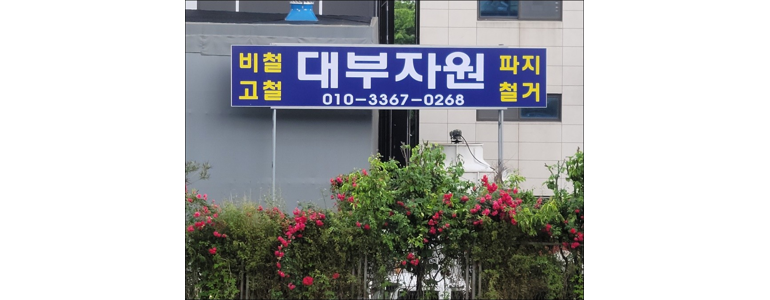 비철 고철
대부자원
010-3367-0268
파지 철거